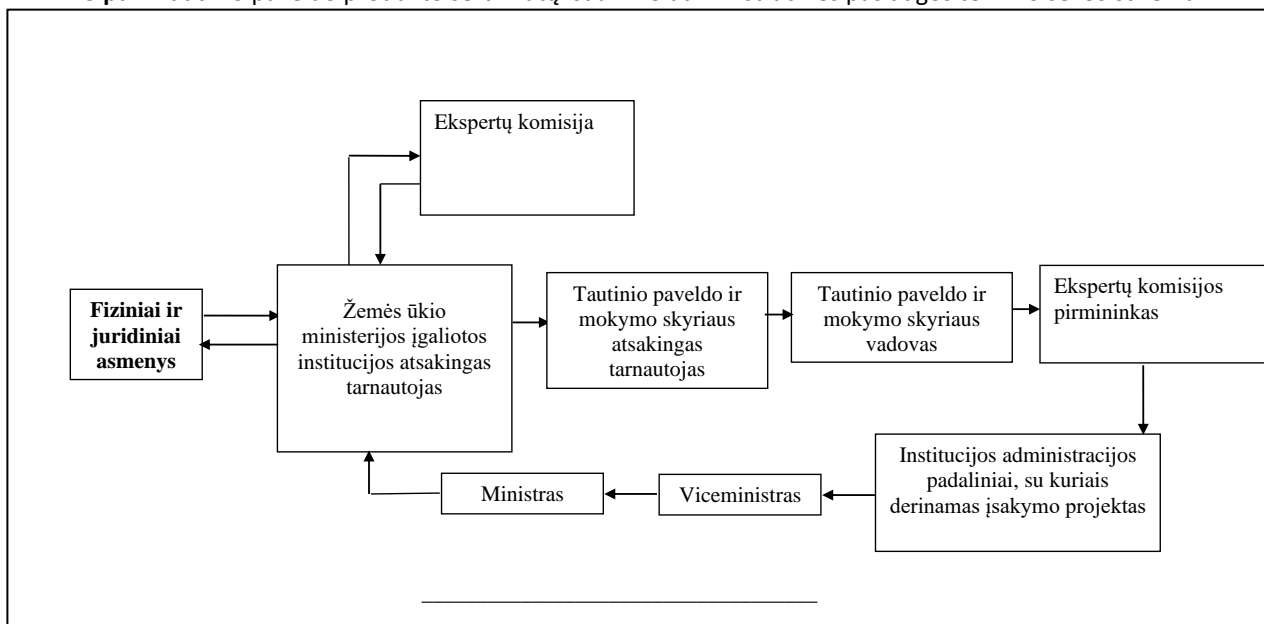 Ekspertų komisija
Fiziniai ir
juridiniai
asmenys
Žemės ūkio
ministerijos įgaliotos
institucijos atsakingas
tarnautojas
Tautinio paveldo ir
mokymo skyriaus
atsakingas
tarnautojas
Tautinio paveldo ir
mokymo skyriaus
vadovas
Ekspertų komisijos
pirmininkas
Institucijos administracijos
padaliniai, su kuriais
derinamas įsakymo projektas
Viceministras
Ministras